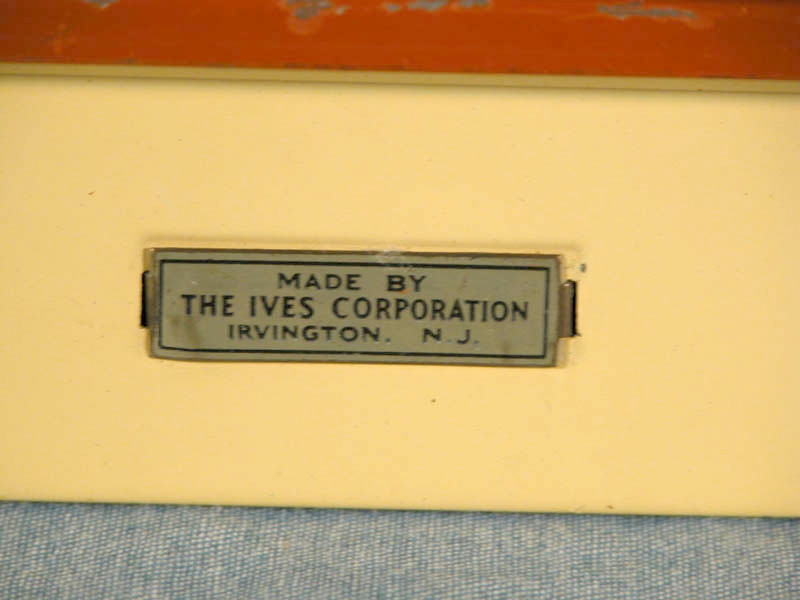 MADE BY
THE IVES CORPORATION
IRVINGTON. N.J.